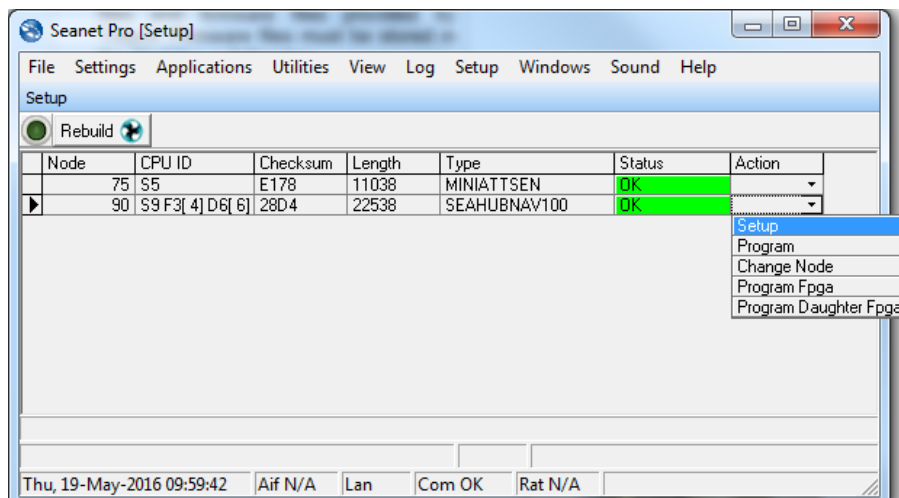 Seanet Pro [Setup]
File Settings Applications Utilities View Log Setup Windows Sound Help
Setup
Rebuild
Node CPU ID Checksum Length Type Status Action
75 S5 E178 11038 MINIATTSEN OK
90 S9 F3[ 4] D6[ 6] 28D4 22538 SEAHUBNAV100 OK
Setup
Program
Change Node
Program Fpga
Program Daughter Fpga
Thu, 19-May-2016 09:59:42 Aif N/A Lan Com OK Rat N/A